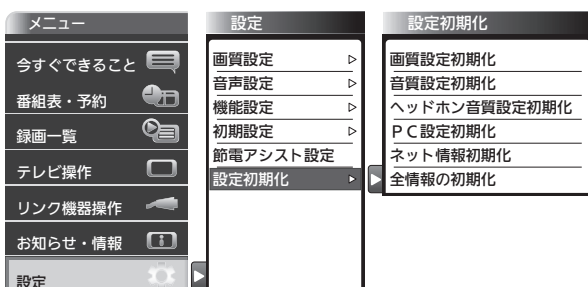 メニュー
今すぐできること
番組表・予約
録画一覧
テレビ操作
リンク機器操作
お知らせ・情報
設定
設定
画質設定
音声設定
機能設定
初期設定
節電アシスト設定
設定初期化
設定初期化
画質設定初期化
音質設定初期化
ヘッドホン音質設定初期化
ＰＣ設定初期化
ネット情報初期化
全情報の初期化